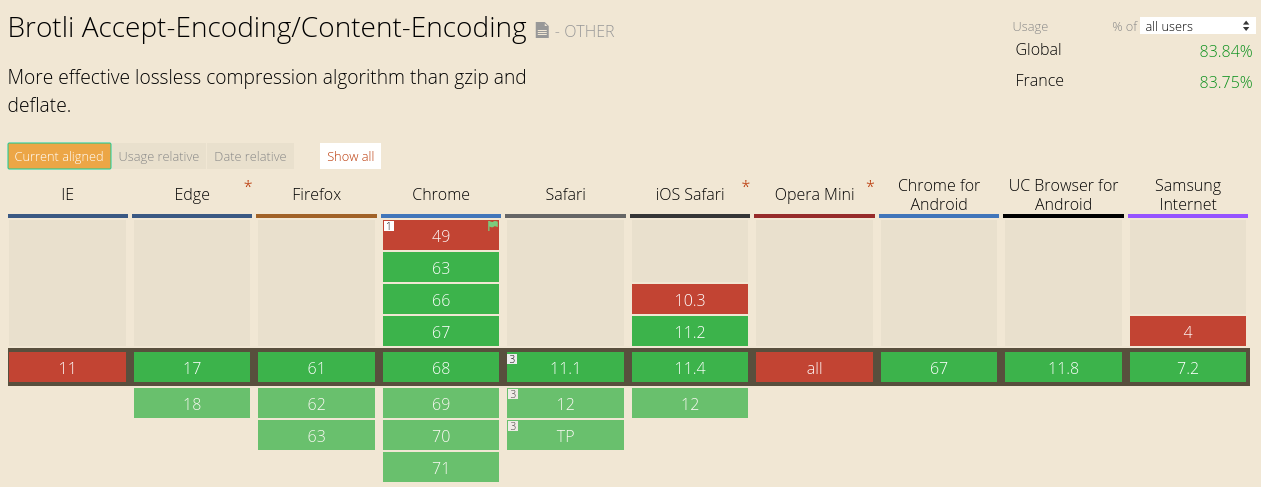 Brotli Accept-Encoding/Content-Encoding - OTHER
Usage % of all users
Global 83.84%
France 83.75%
More effective lossless compression algorithm than gzip and
deflate.
Current aligned Usage relative Date relative Show all
IE Edge * Firefox Chrome Safari iOS Safari * Opera Mini * Chrome for Android UC Browser for Android Samsung Internet
1 49
63
66 10.3
67 11.2 4
11 17 61 68 3 11.1 11.4 all 67 11.8 7.2
18 62 69 3 12 12
63 70 3 TP
71